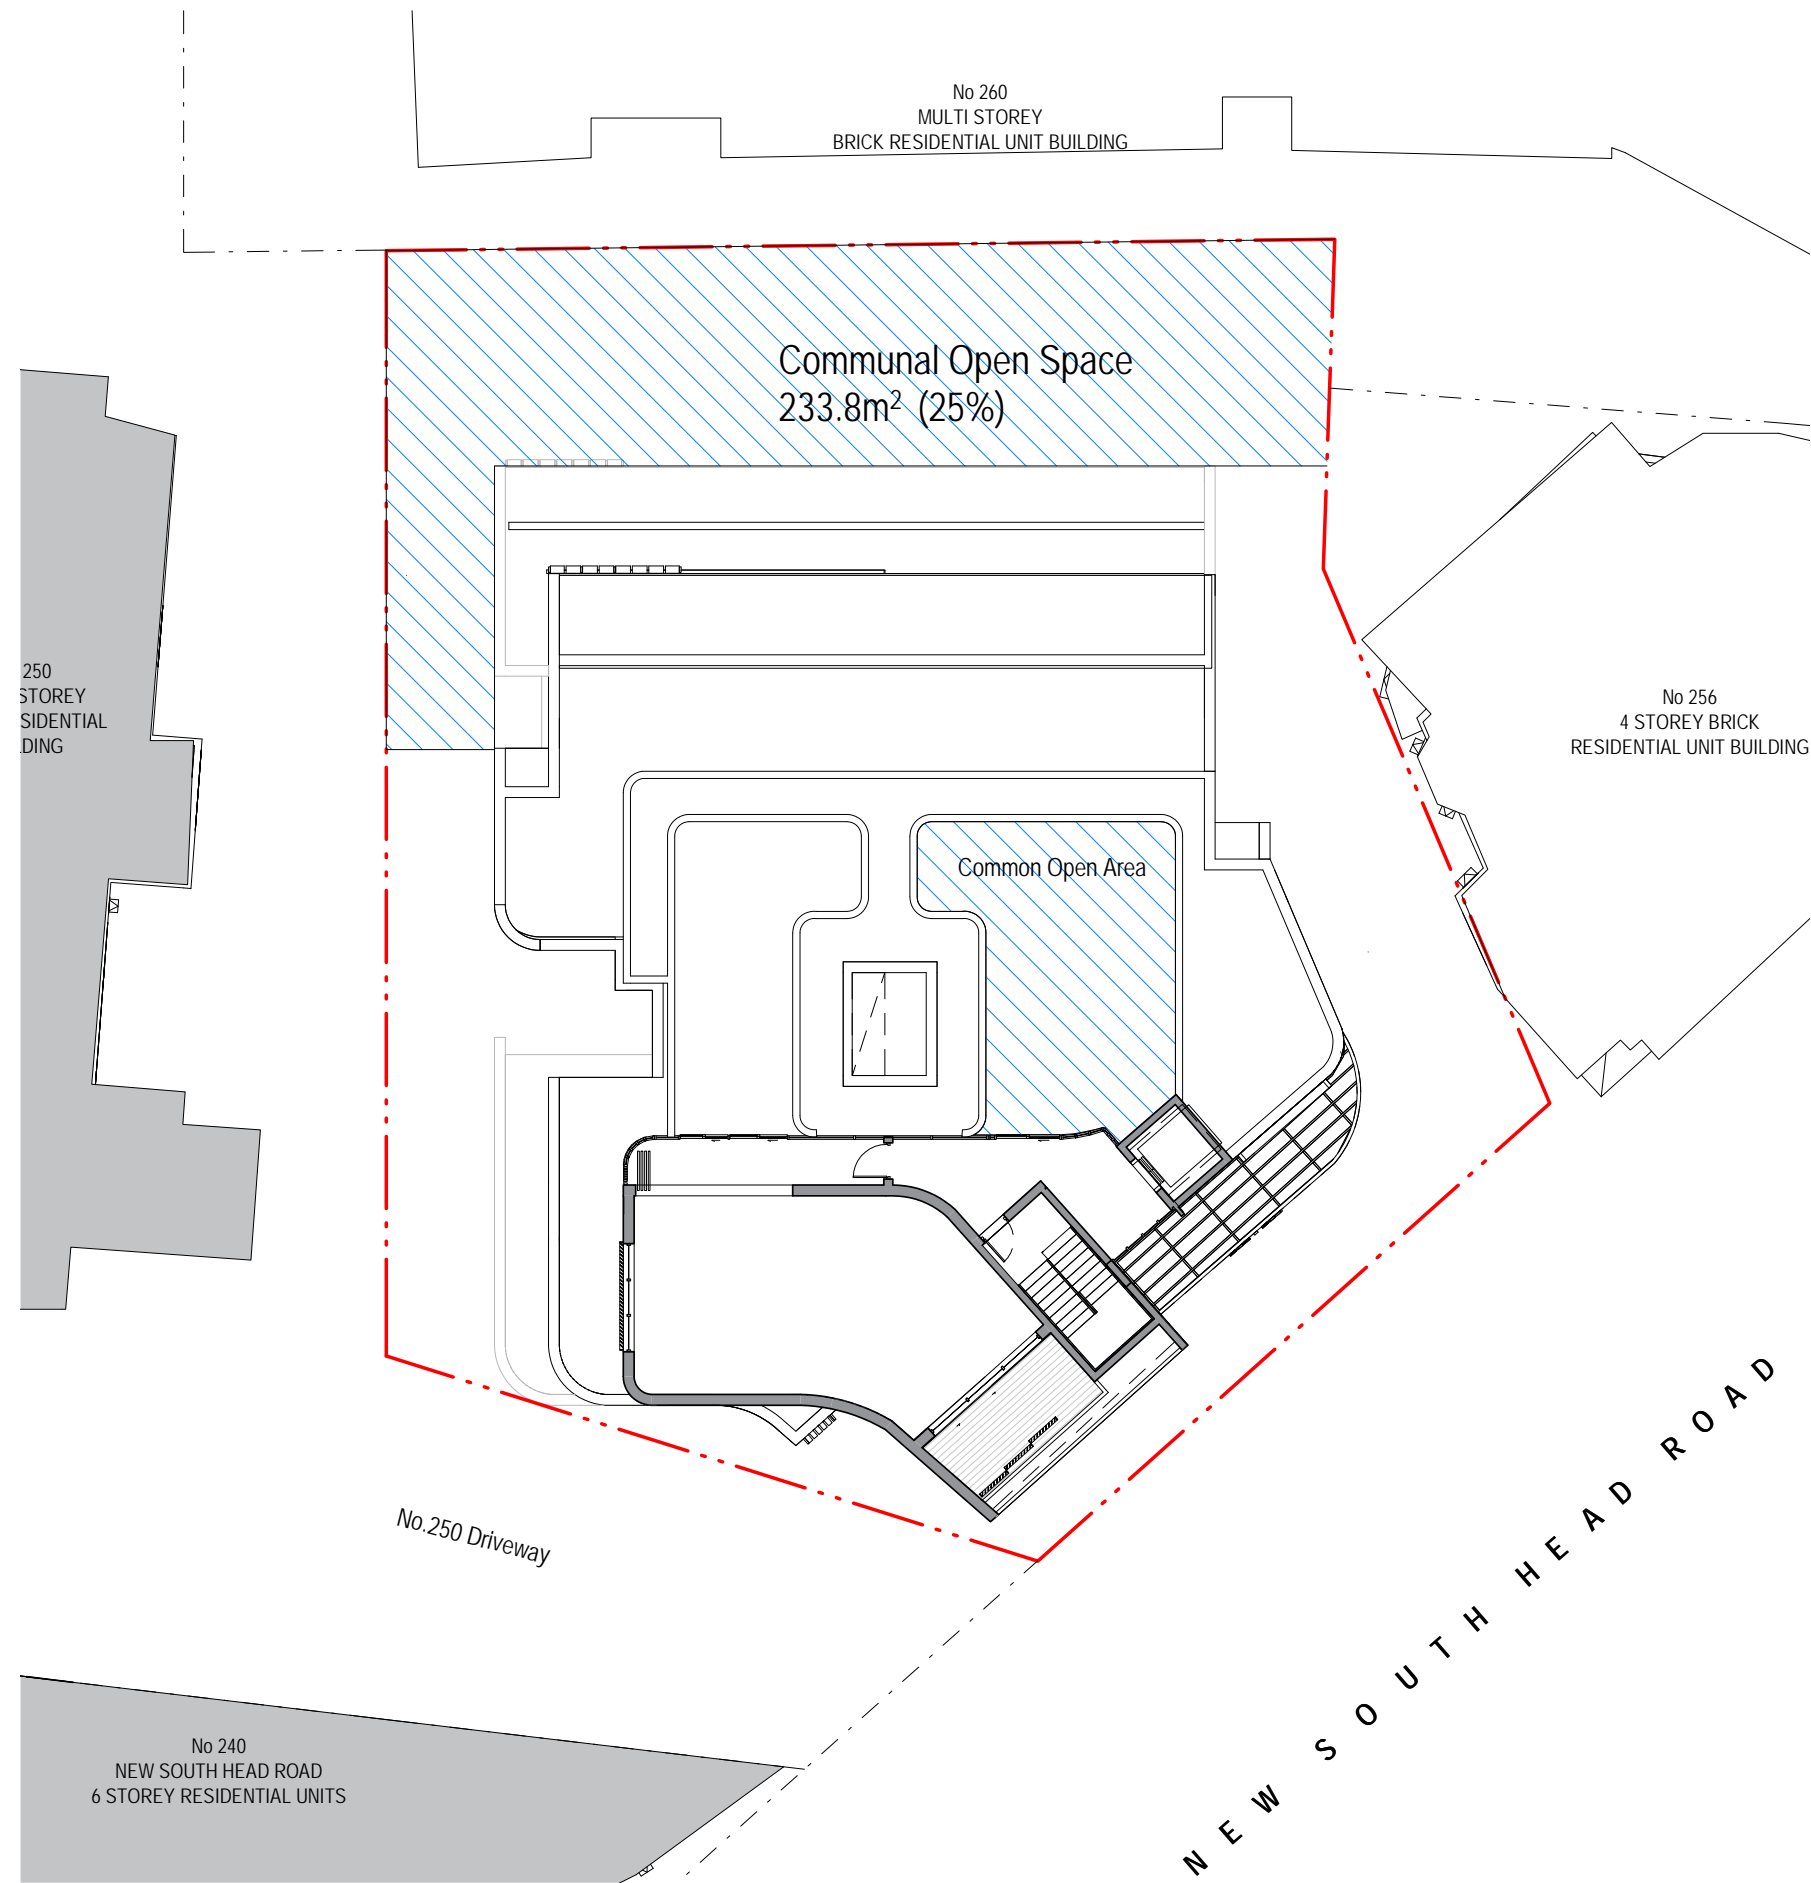 No 260
MULTI STOREY
BRICK RESIDENTIAL UNIT BUILDING
Communal Open Space
233.8m² (25%)
250
STOREY
SIDENTIAL
DING
No 256
4 STOREY BRICK
RESIDENTIAL UNIT BUILDING
Common Open Area
No.250 Driveway
NEW SOUTH HEAD ROAD
No 240
NEW SOUTH HEAD ROAD
6 STOREY RESIDENTIAL UNITS